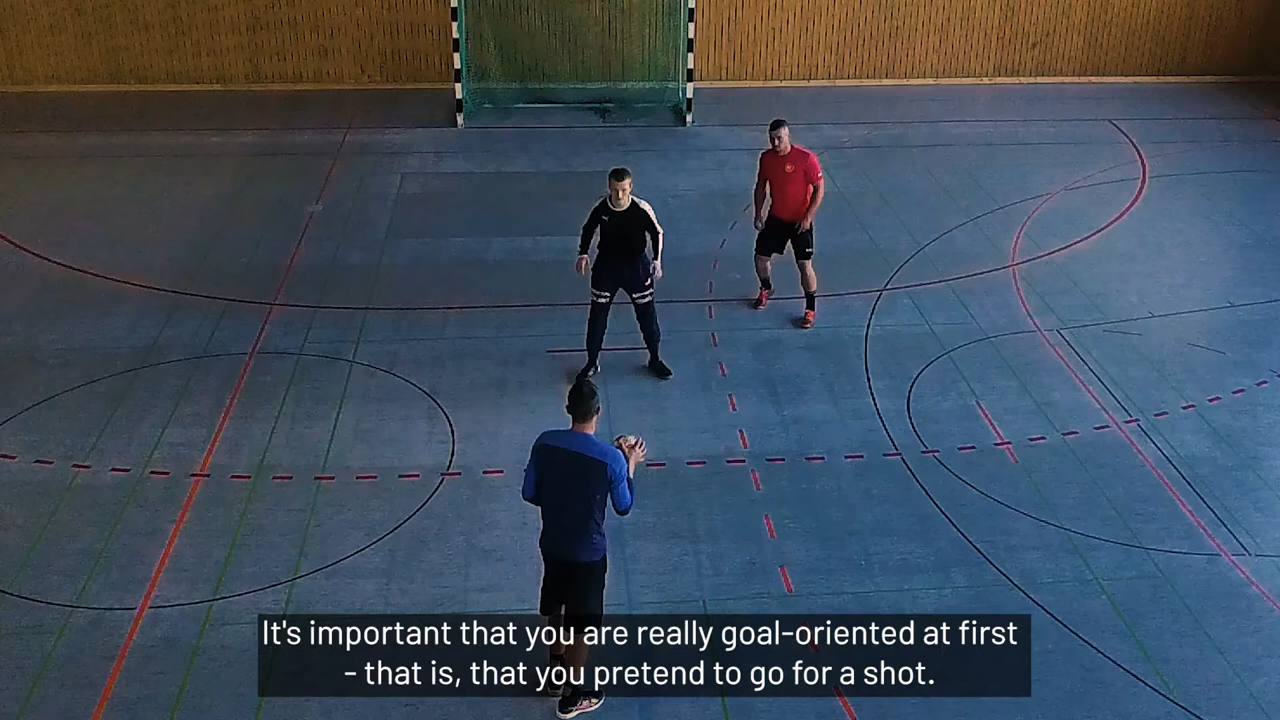 It's important that you are really goal-oriented at first
- that is, that you pretend to go for a shot.